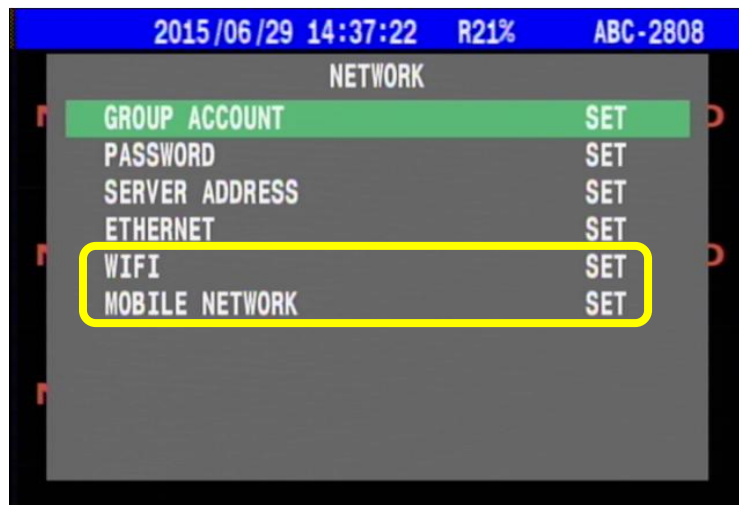 2015/06/29 14:37:22 R21% ABC-2808
NETWORK
GROUP ACCOUNT SET
PASSWORD SET
SERVER ADDRESS SET
ETHERNET SET
WIFI SET
MOBILE NETWORK SET